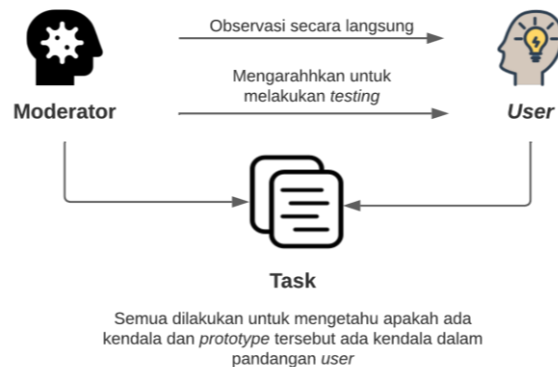 Observasi secara langsung
Mengarahhkan untuk
melakukan testing
Moderator
User
Task
Semua dilakukan untuk mengetahu apakah ada
kendala dan prototype tersebut ada kendala dalam
pandangan user